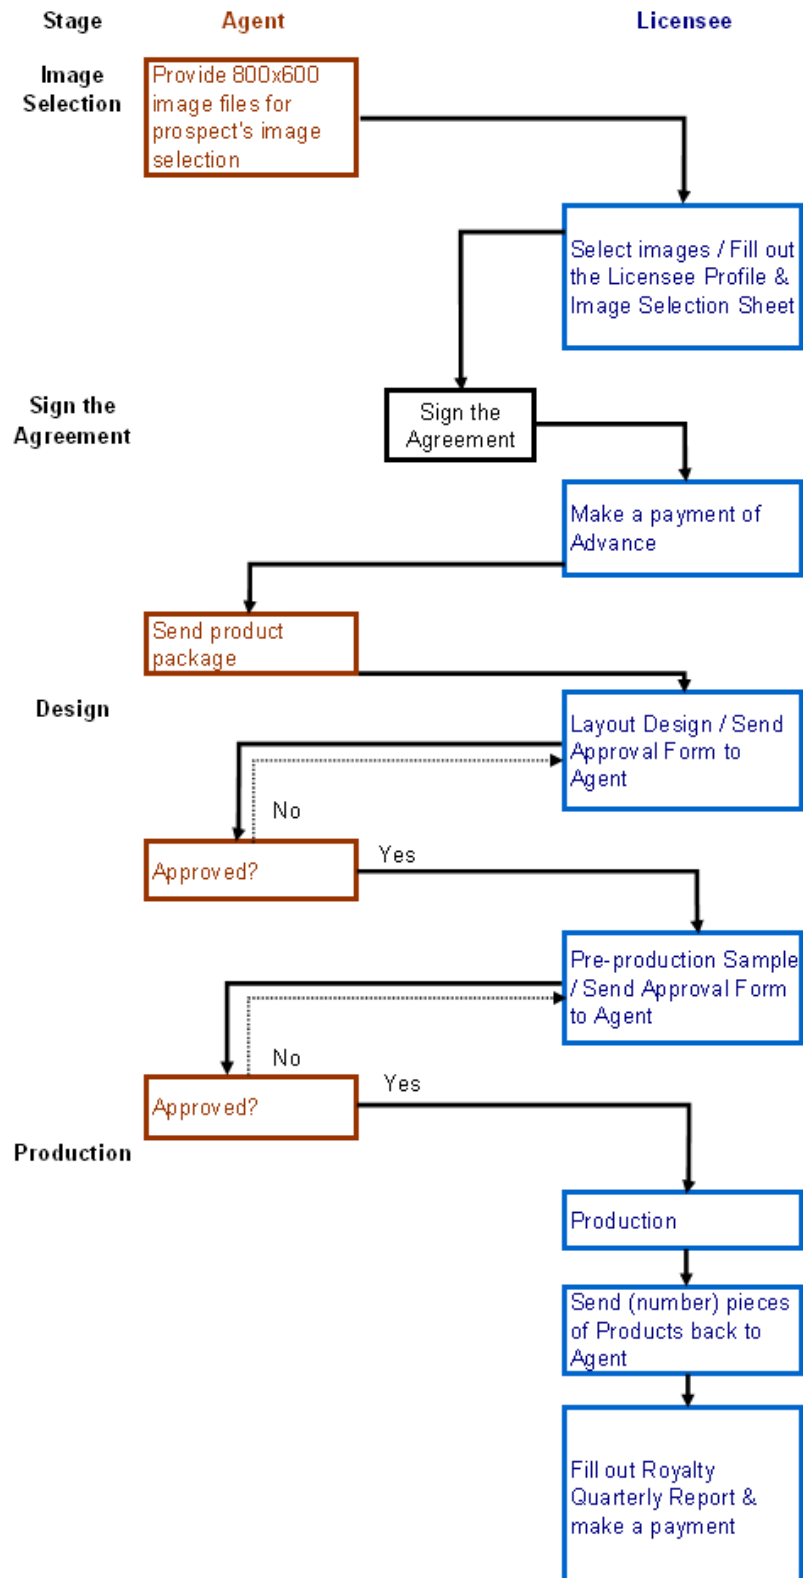 Stage
Agent
Licensee
Image
Selection
Provide 800x600
image files for
prospect's image
selection
Select images / Fill out
the Licensee Profile &
Image Selection Sheet
Sign the
Agreement
Sign the
Agreement
Make a payment of
Advance
Send product
package
Design
Layout Design / Send
Approval Form to
Agent
No
Approved?
Yes
Pre-production Sample
/ Send Approval Form
to Agent
No
Approved?
Yes
Production
Production
Send (number) pieces
of Products back to
Agent
Fill out Royalty
Quarterly Report &
make a payment